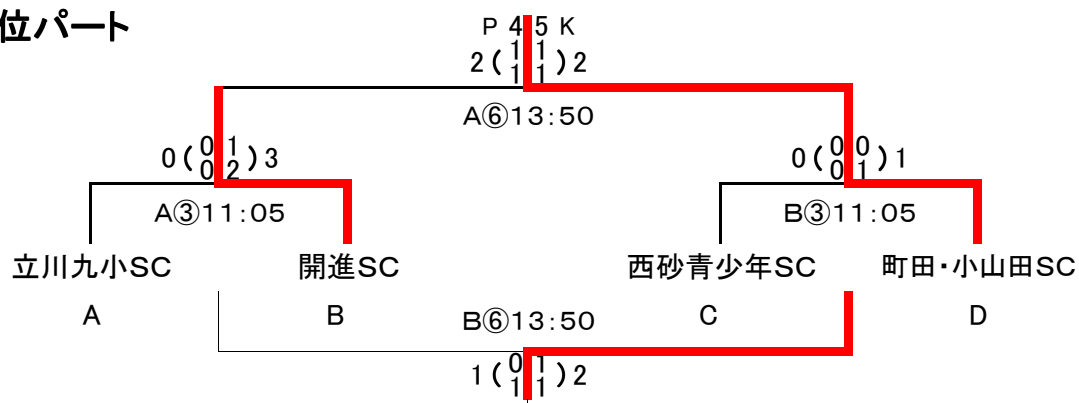 位パート
P 4 5 K
2 ( 1 1 ) 2
1 1
A⑥13:50
0 ( 0 1 ) 3
0 2
0 ( 0 0 ) 1
0 1
A③11:05
B③11:05
立川九小SC
開進SC
西砂青少年SC
町田・小山田SC
A
B
C
D
B⑥13:50
1 ( 0 1 ) 2
1 1